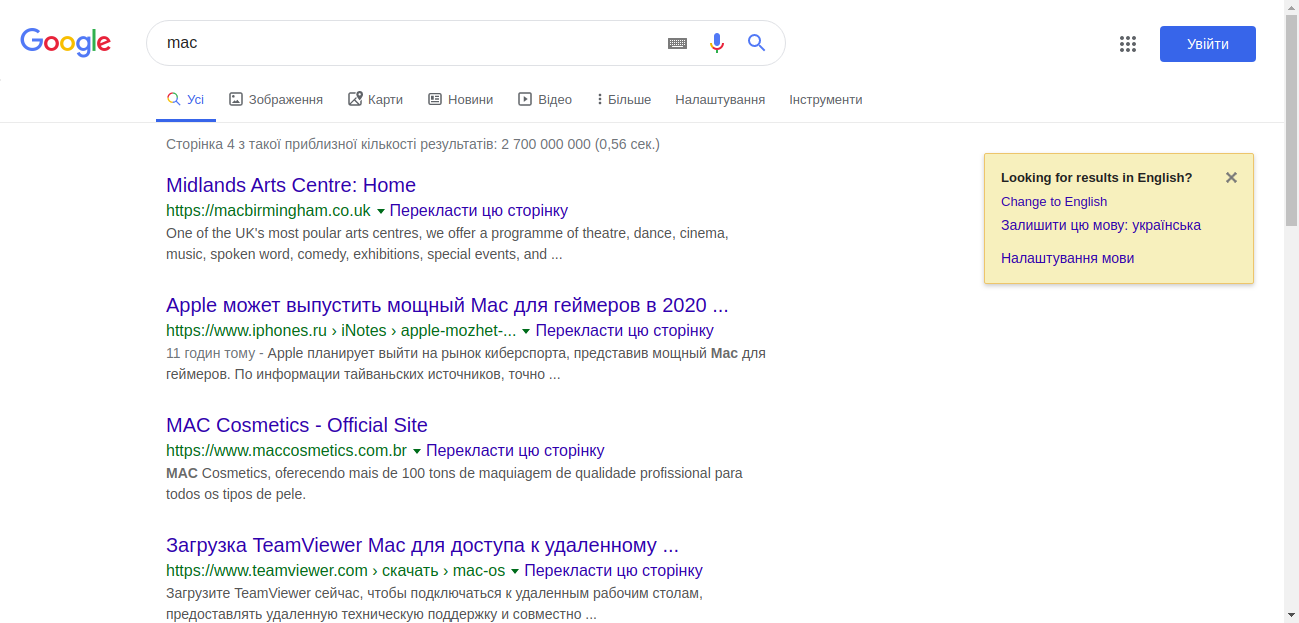 Google
mac
Увійти
Усі
Зображення
Карти
Новини
Відео
Більше
Налаштування
Інструменти
Сторінка 4 з такої приблизної кількості результатів: 2 700 000 000 (0,56 сек.)
Midlands Arts Centre: Home
https://macbirmingham.co.uk Перекласти цю сторінку
One of the UK's most poular arts centres, we offer a programme of theatre, dance, cinema,
music, spoken word, comedy, exhibitions, special events, and ...
Apple может выпустить мощный Mac для геймеров в 2020 ...
https://www.iphones.ru › iNotes › apple-mozhet-... Перекласти цю сторінку
11 годин тому - Apple планирует выйти на рынок киберспорта, представив мощный Mac для
геймеров. По информации тайваньских источников, точно ...
MAC Cosmetics - Official Site
https://www.maccosmetics.com.br Перекласти цю сторінку
MAC Cosmetics, oferecendo mais de 100 tons de maquiagem de qualidade profissional para
todos os tipos de pele.
Загрузка TeamViewer Mac для доступа к удаленному ...
https://www.teamviewer.com › скачать › mac-os Перекласти цю сторінку
Загрузите TeamViewer сейчас, чтобы подключаться к удаленным рабочим столам,
предоставлять удаленную техническую поддержку и совместно ...
Looking for results in English?
Change to English
Залишити цю мову: українська
Налаштування мови